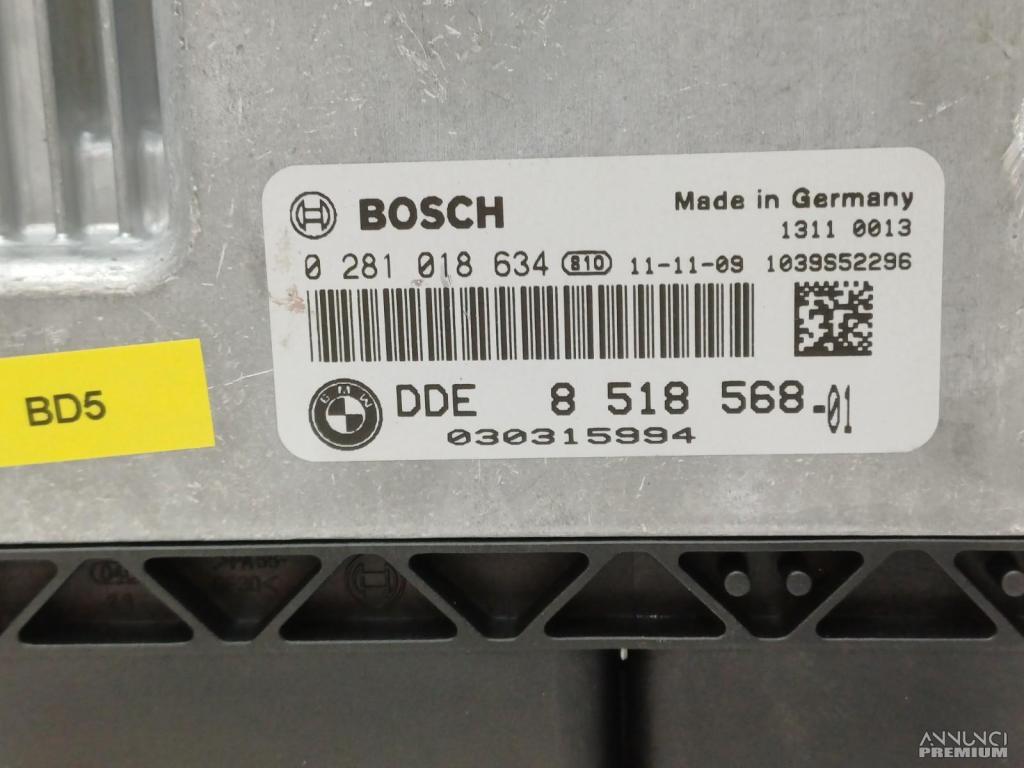 BOSCH
Made in Germany
1311 0013
0 281 018 634 810 11-11-09 1039S52296
BMW
DDE 8 518 568-01
030315994
BD5
ANNUNCI
PREMIUM